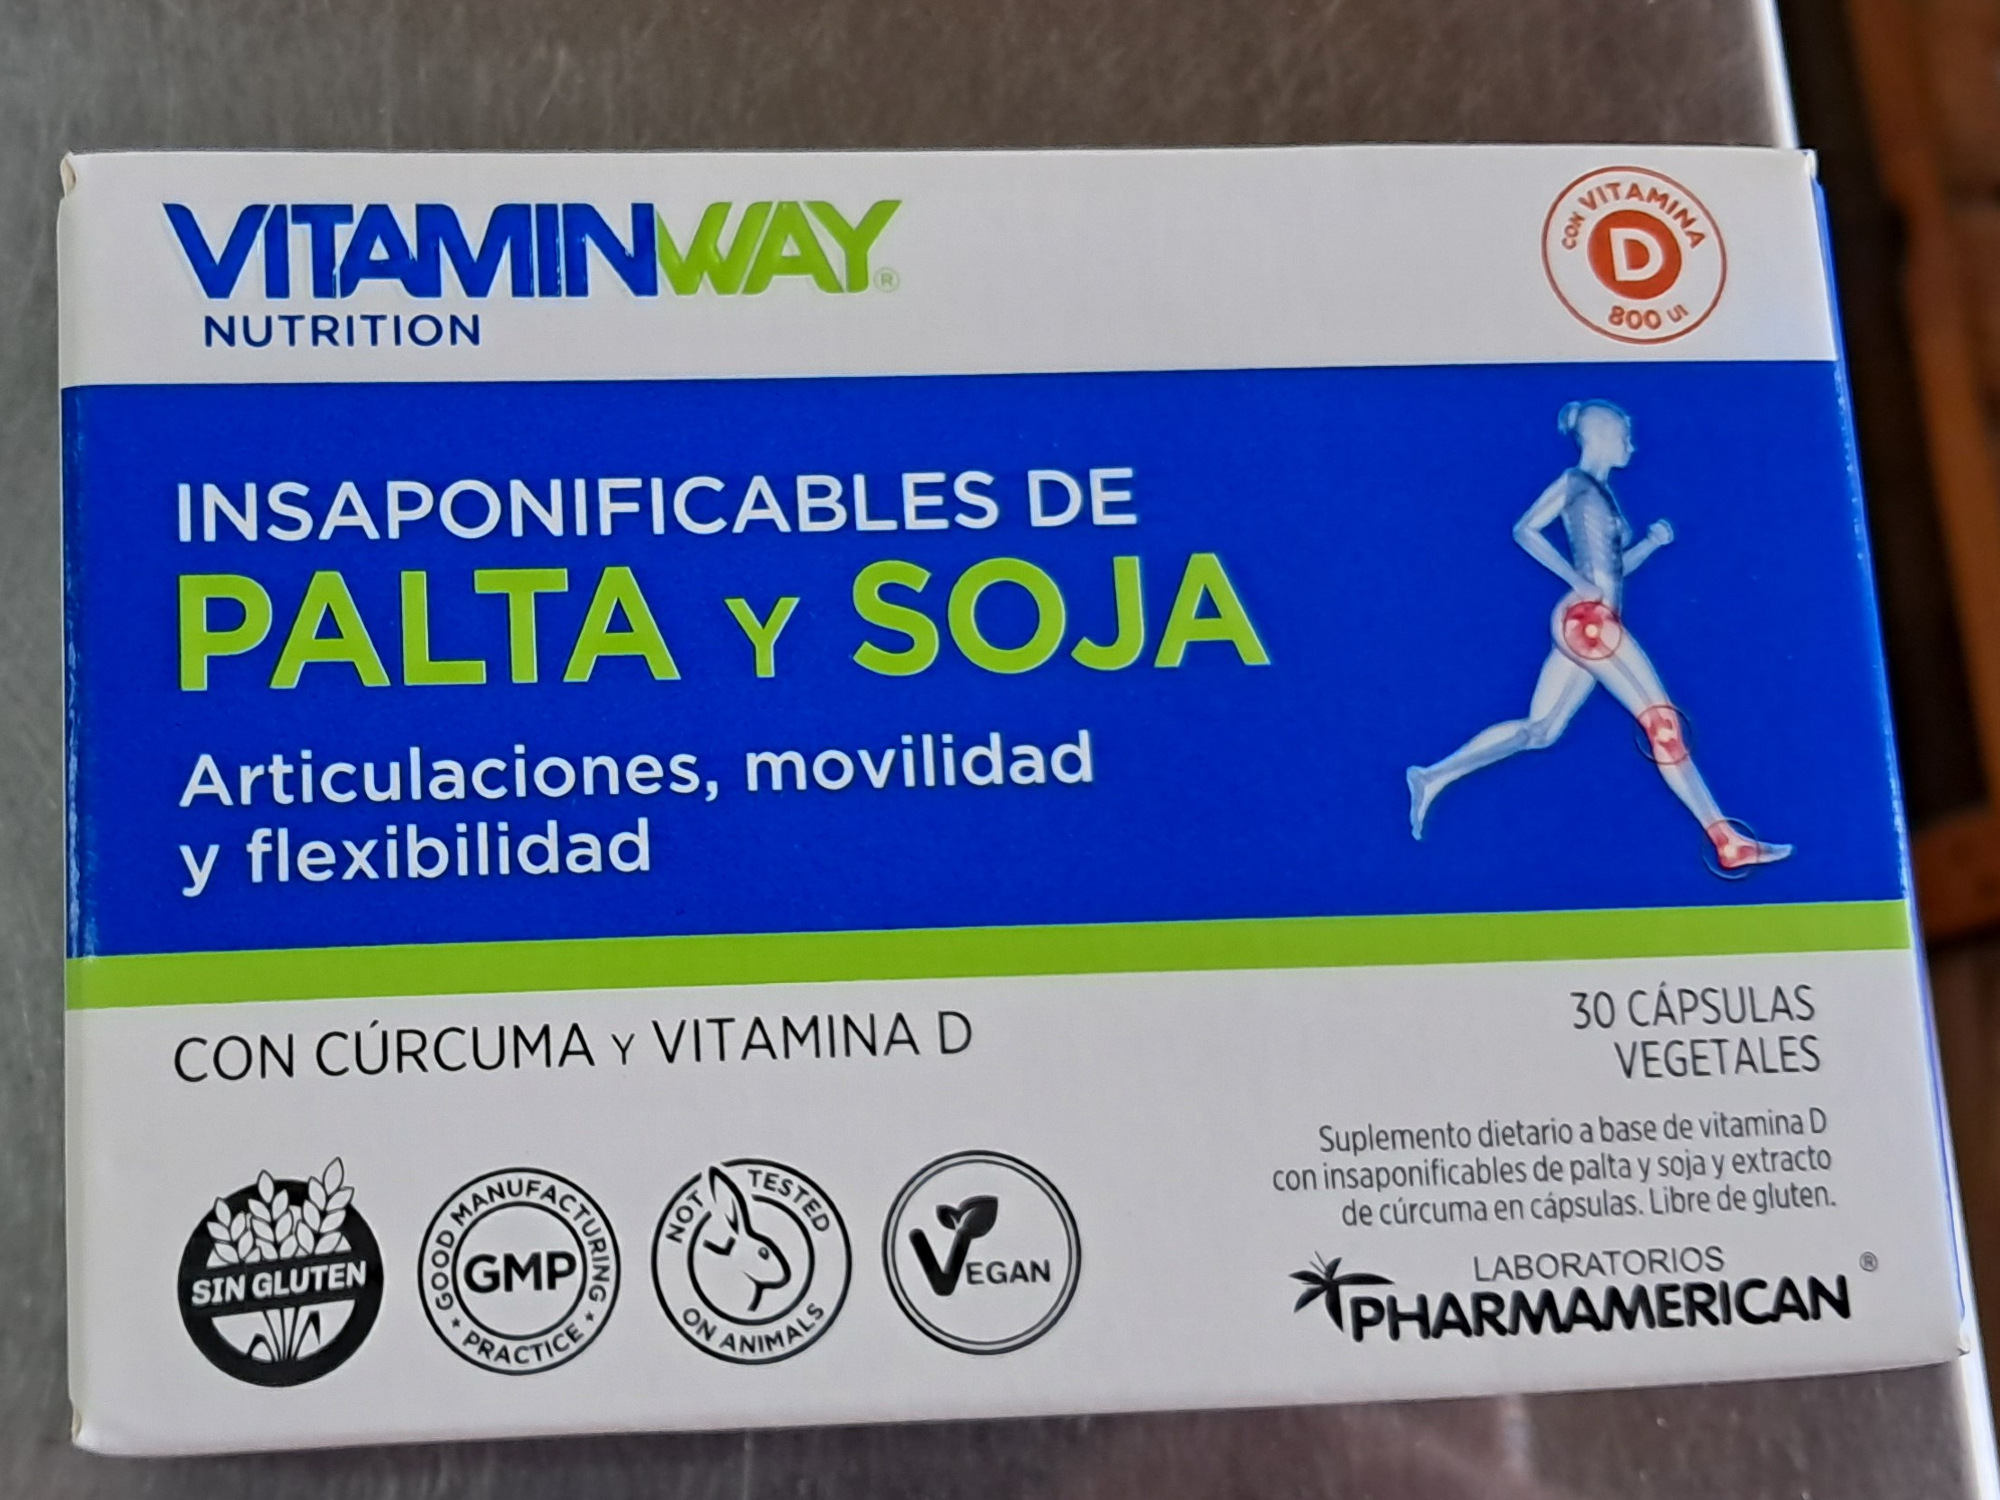 VITAMINWAY®
NUTRITION
CON VITAMINA
D
800 UI
INSAPONIFICABLES DE
PALTA Y SOJA
Articulaciones, movilidad
y flexibilidad
CON CÚRCUMA Y VITAMINA D
30 CÁPSULAS
VEGETALES
Suplemento dietario a base de vitamina D
con insaponificables de palta y soja y extracto
de cúrcuma en cápsulas. Libre de gluten.
SIN GLUTEN
GOOD MANUFACTURING
GMP
PRACTICE
NOT TESTED
ON ANIMALS
VEGAN
LABORATORIOS
PHARMAMERICAN®